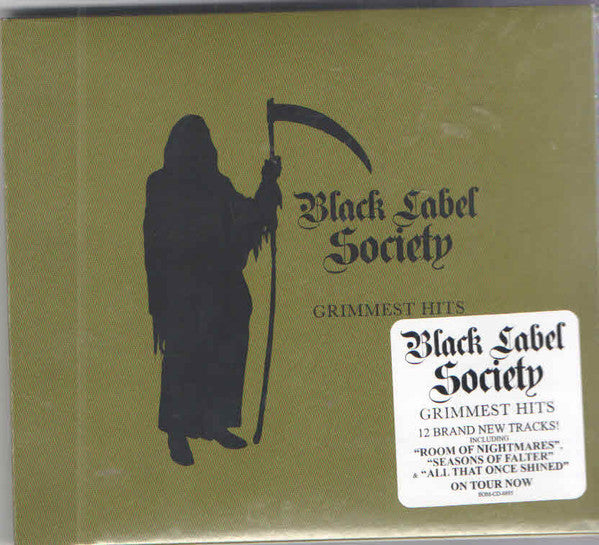 Black Label
Society
GRIMMEST HITS
Black Label
Society
GRIMMEST HITS
12 BRAND NEW TRACKS!
INCLUDING
"ROOM OF NIGHTMARES",
"SEASONS OF FALTER"
& "ALL THAT ONCE SHINED"
ON TOUR NOW